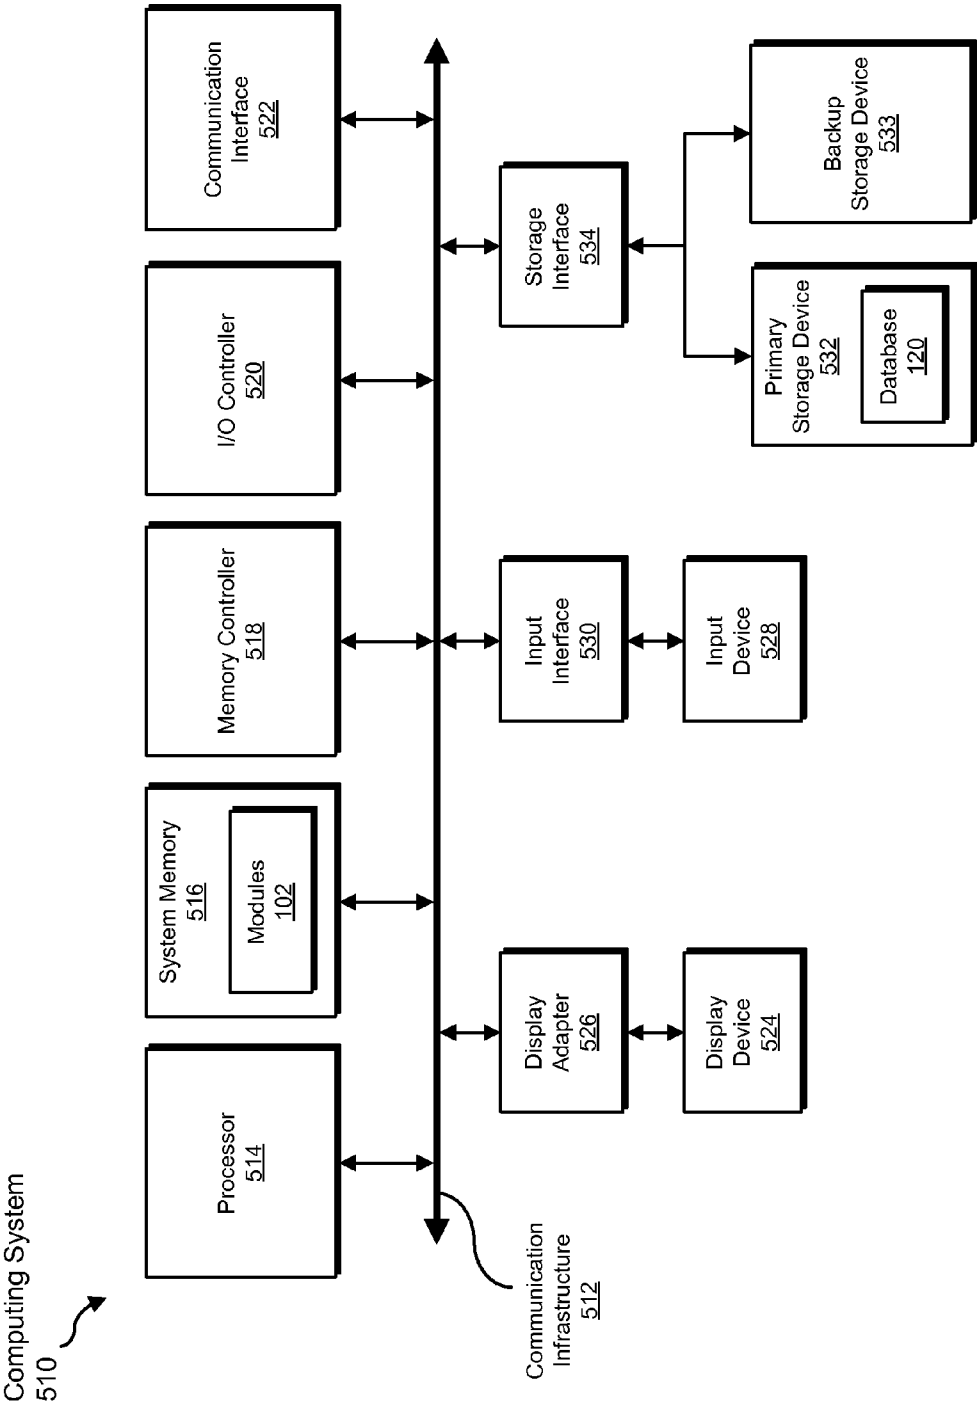 Computing System
510
Processor
514
System Memory
516
Modules
102
Memory Controller
518
I/O Controller
520
Communication
Interface
522
Communication
Infrastructure
512
Display
Adapter
526
Input
Interface
530
Storage
Interface
534
Display
Device
524
Input
Device
528
Primary
Storage Device
532
Database
120
Backup
Storage Device
533